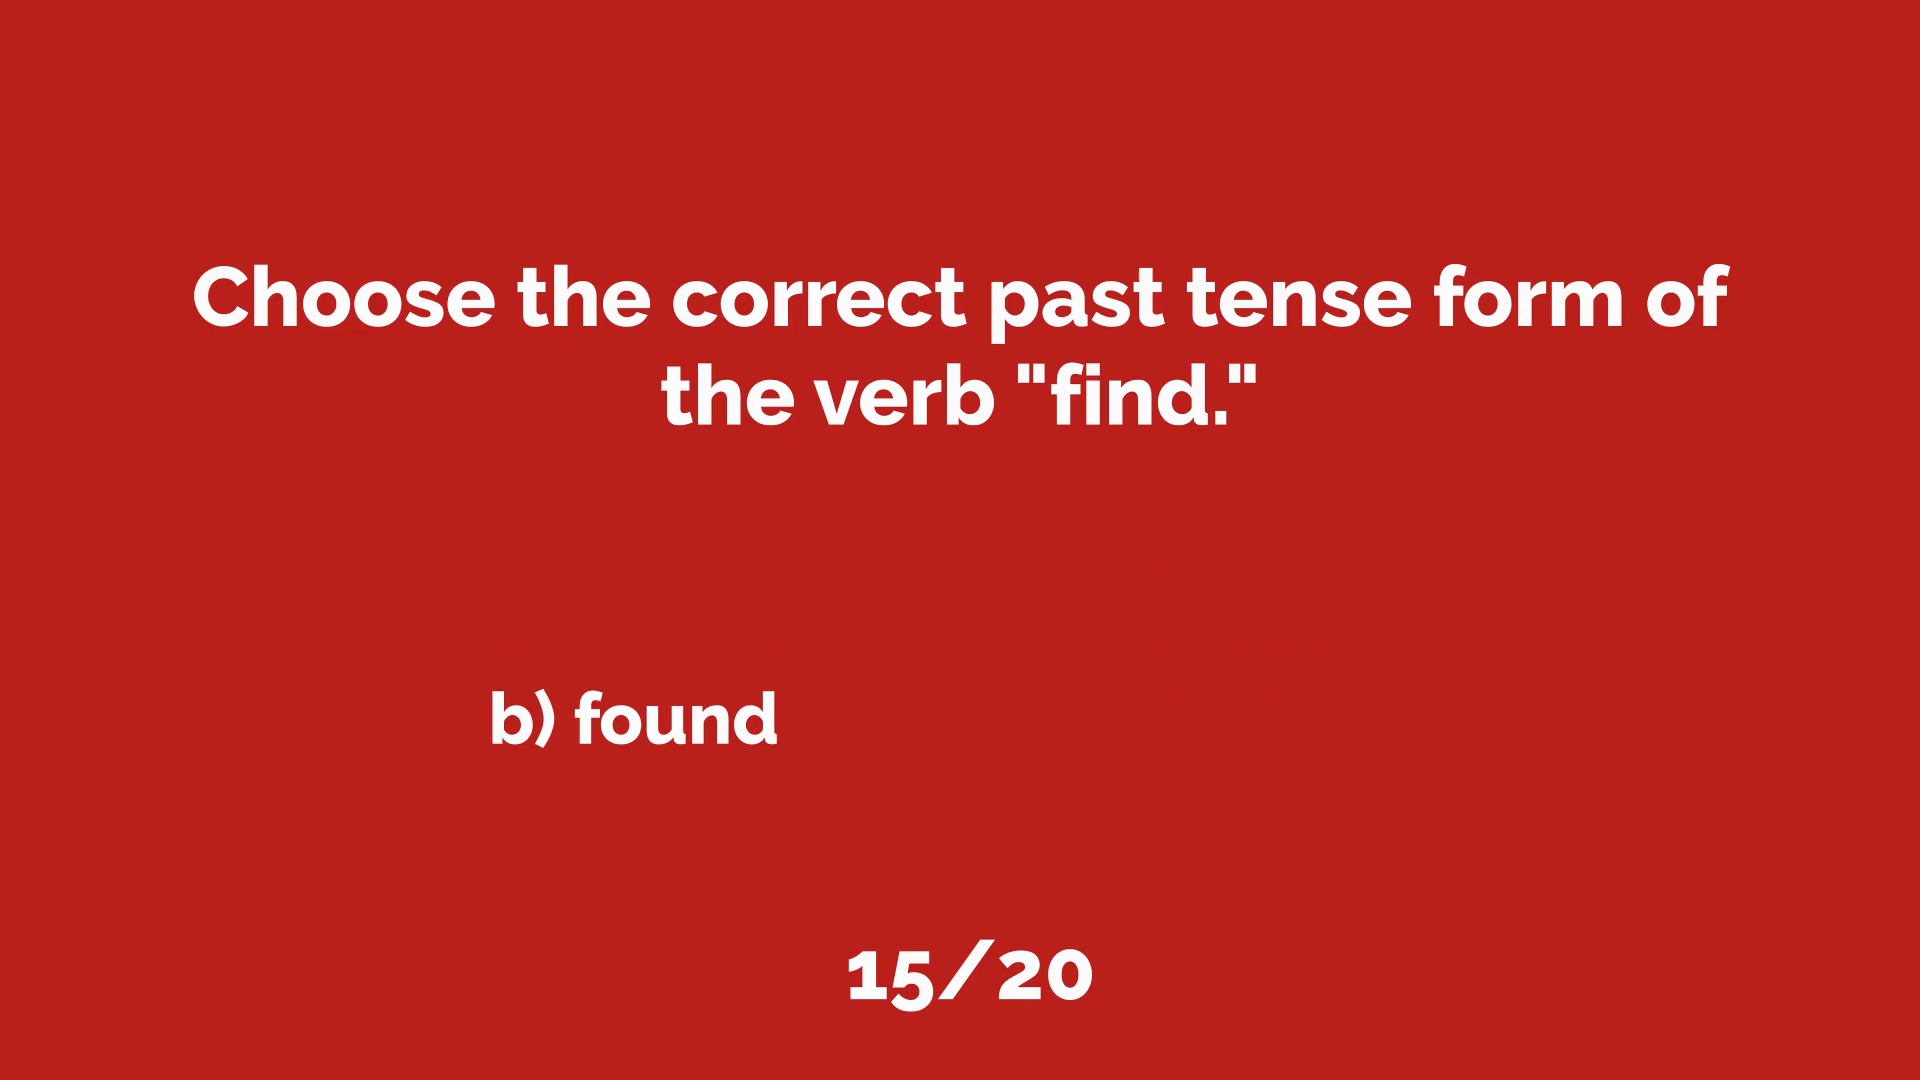 Choose the correct past tense form of
the verb "find."
b) found
15/20